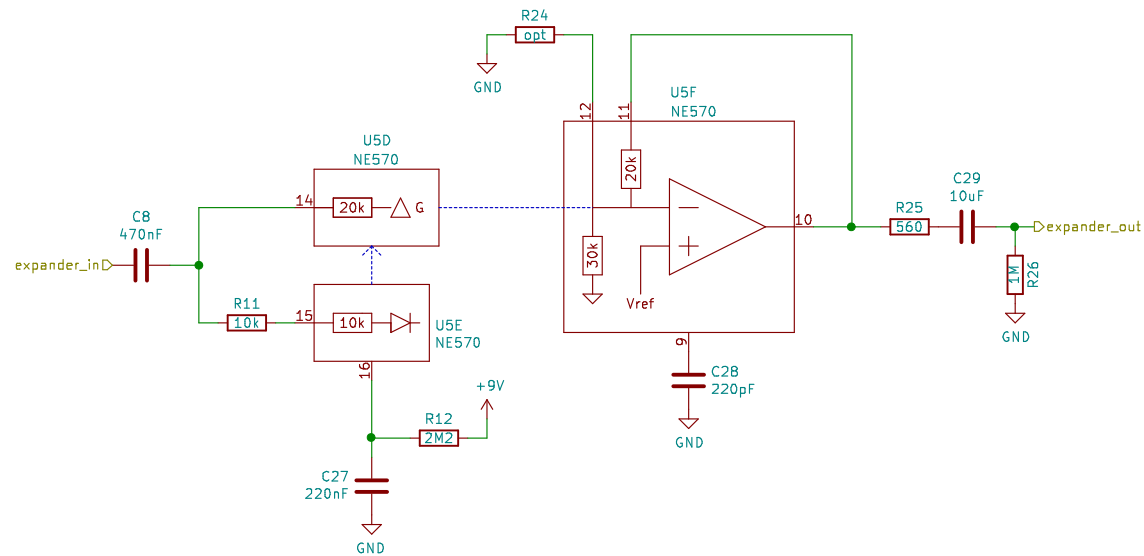 R24
opt
GND
12
11
U5F
NE570
20k
30k
Vref
10
9
C28
220pF
GND
U5D
NE570
14
20k
G
C8
470nF
expander_in
R11
10k
15
10k
U5E
NE570
16
+9V
R12
2M2
C27
220nF
GND
R25
560
C29
10uF
expander_out
1M
R26
GND